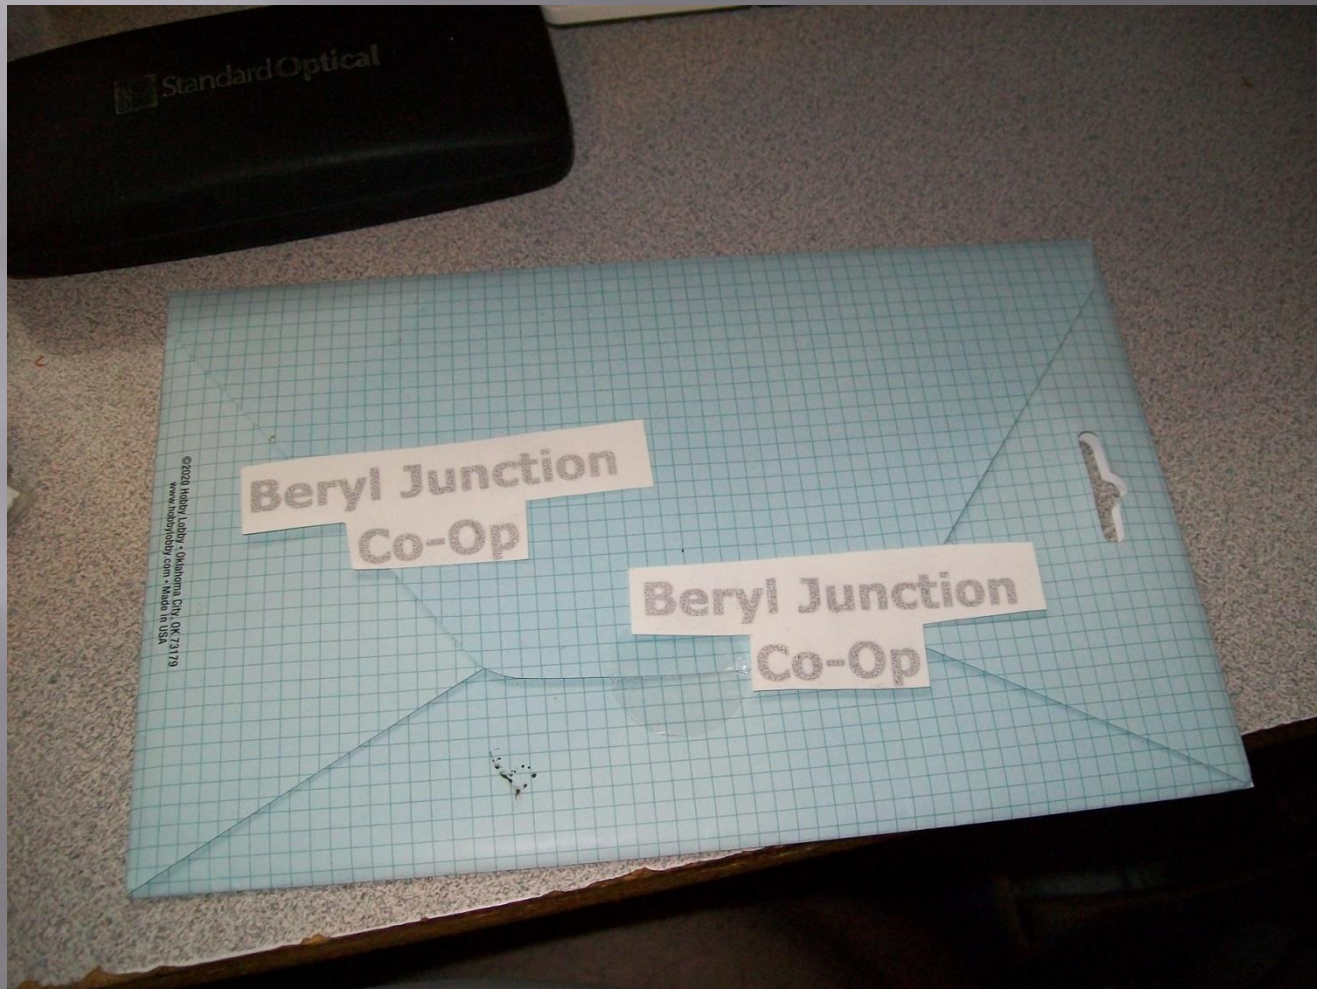 Standard Optical
Beryl Junction
Co-Op
Beryl Junction
Co-Op
©2020 Hobby Lobby • Oklahoma City, OK 73179
www.hobbylobby.com • Made in USA